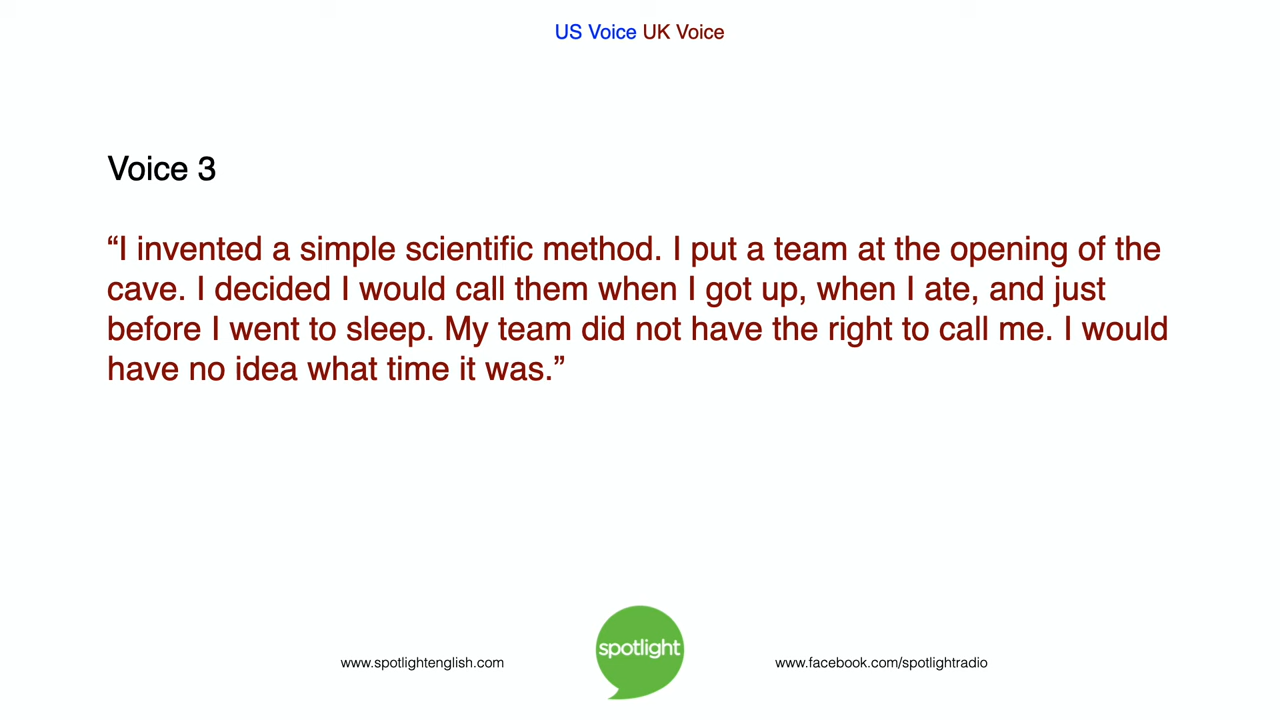 US Voice UK Voice
Voice 3
“I invented a simple scientific method. I put a team at the opening of the
cave. I decided I would call them when I got up, when I ate, and just
before I went to sleep. My team did not have the right to call me. I would
have no idea what time it was.”
www.spotlightenglish.com
spotlight
www.facebook.com/spotlightradio